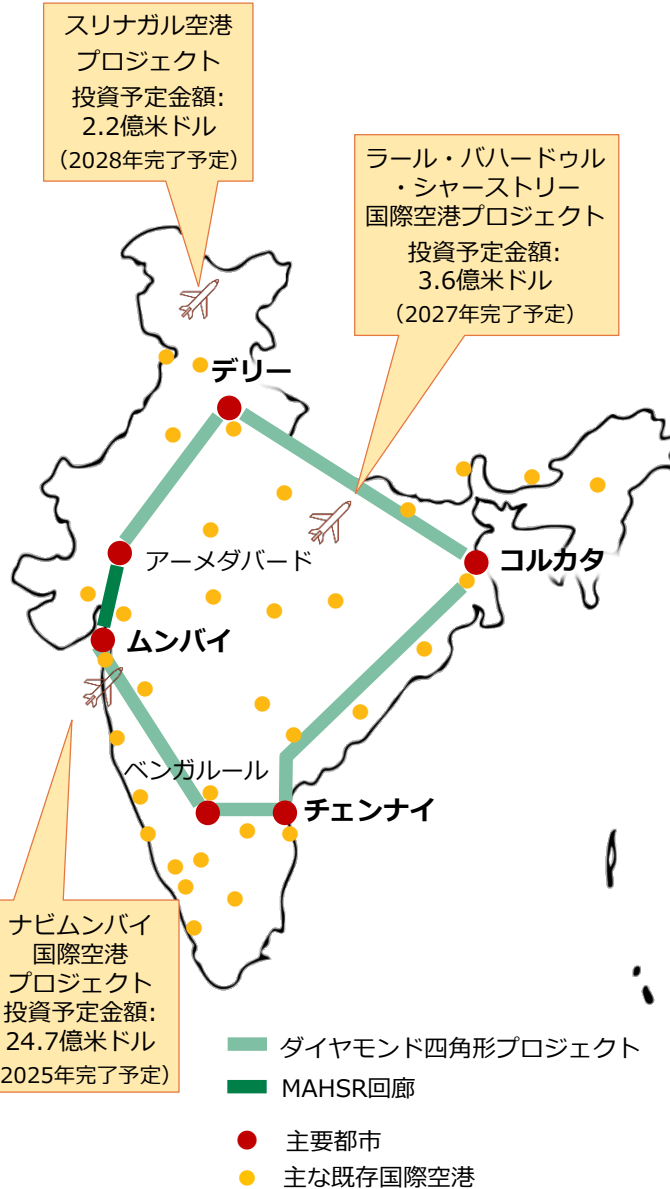 スリナガル空港
プロジェクト
投資予定金額:
2.2億米ドル
（2028年完了予定）
ラール・バハードゥル
・シャーストリー
国際空港プロジェクト
投資予定金額:
3.6億米ドル
（2027年完了予定）
デリー
アーメダバード
コルカタ
ムンバイ
ベンガルール
チェンナイ
ナビムンバイ
国際空港
プロジェクト
投資予定金額:
24.7億米ドル
2025年完了予定）
ダイヤモンド四角形プロジェクト
MAHSR回廊
主要都市
主な既存国際空港